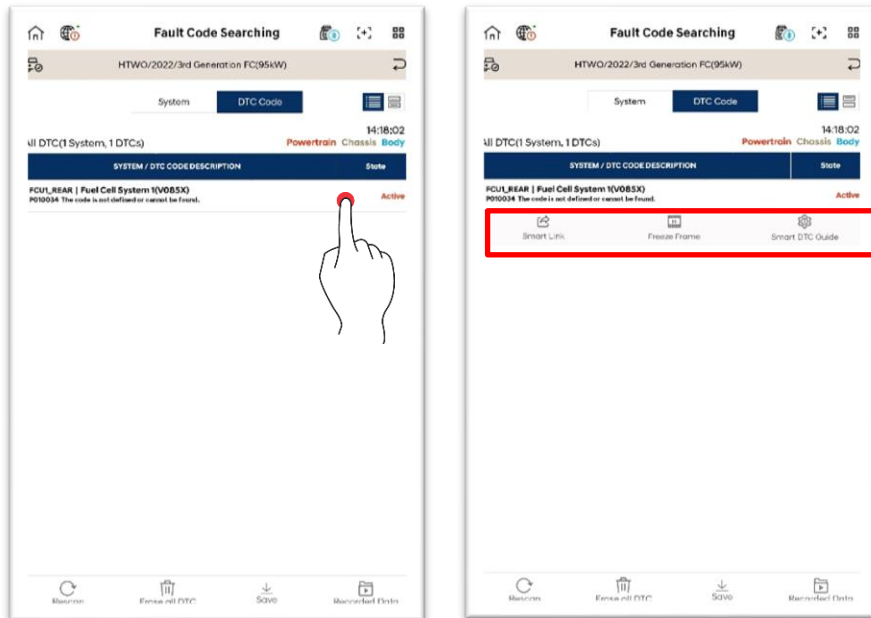 Fault Code Searching
HTWO/2022/3rd Generation FC(95kW)
System DTC Code
14:18:02
All DTC(1 System, 1 DTCs) Powertrain Chassis Body
SYSTEM / DTC CODE DESCRIPTION State
FCU1_REAR | Fuel Cell System 1(V085X)
P010034 The code is not defined or cannot be found. Active
Rescan Erase all DTC Save Recorded Data
Fault Code Searching
HTWO/2022/3rd Generation FC(95kW)
System DTC Code
14:18:02
All DTC(1 System, 1 DTCs) Powertrain Chassis Body
SYSTEM / DTC CODE DESCRIPTION State
FCU1_REAR | Fuel Cell System 1(V085X)
P010034 The code is not defined or cannot be found. Active
Smart Link Freeze Frame Smart DTC Guide
Rescan Erase all DTC Save Recorded Data